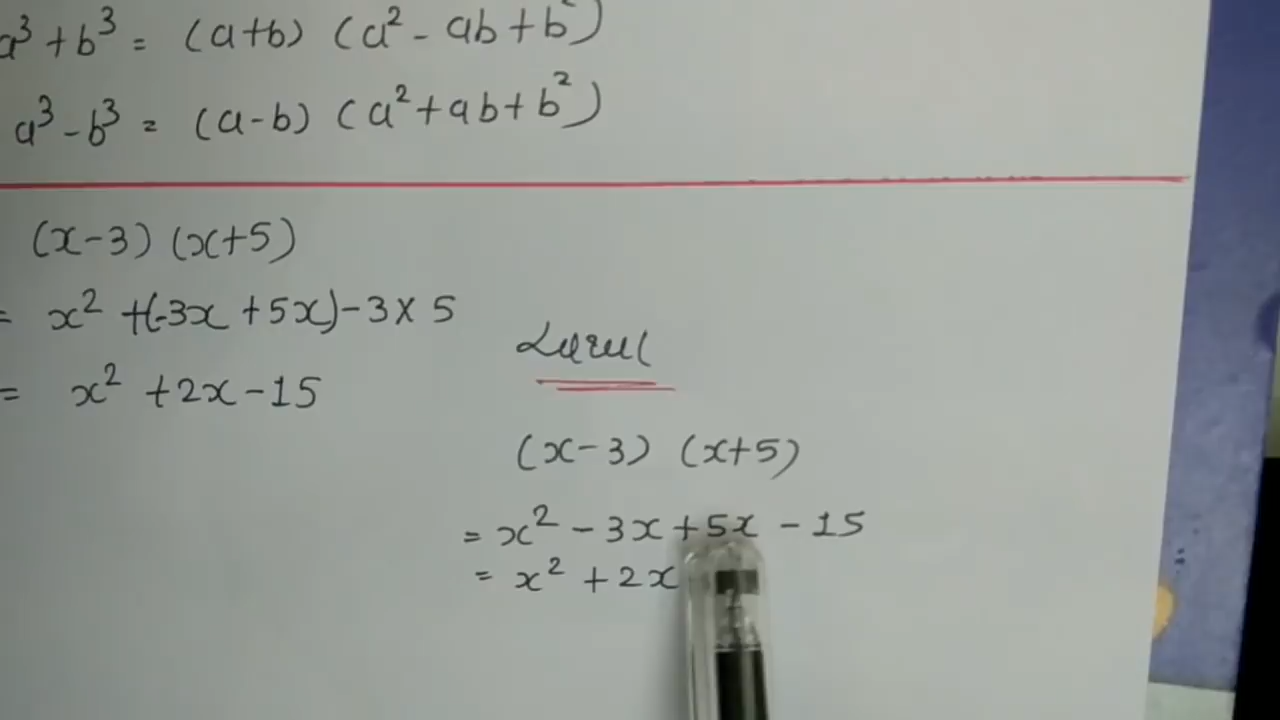 a³ + b³ = (a+b) (a² - ab + b²)
a³ - b³ = (a-b) (a² + ab + b²)
(x-3) (x+5)
= x² +(-3x +5x)-3×5
= x² +2x-15
(x-3) (x+5)
= x² - 3x + 5x - 15
= x² + 2x